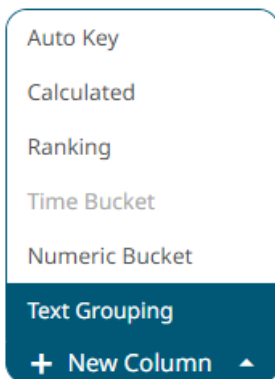 Auto Key
Calculated
Ranking
Time Bucket
Numeric Bucket
Text Grouping
+ New Column